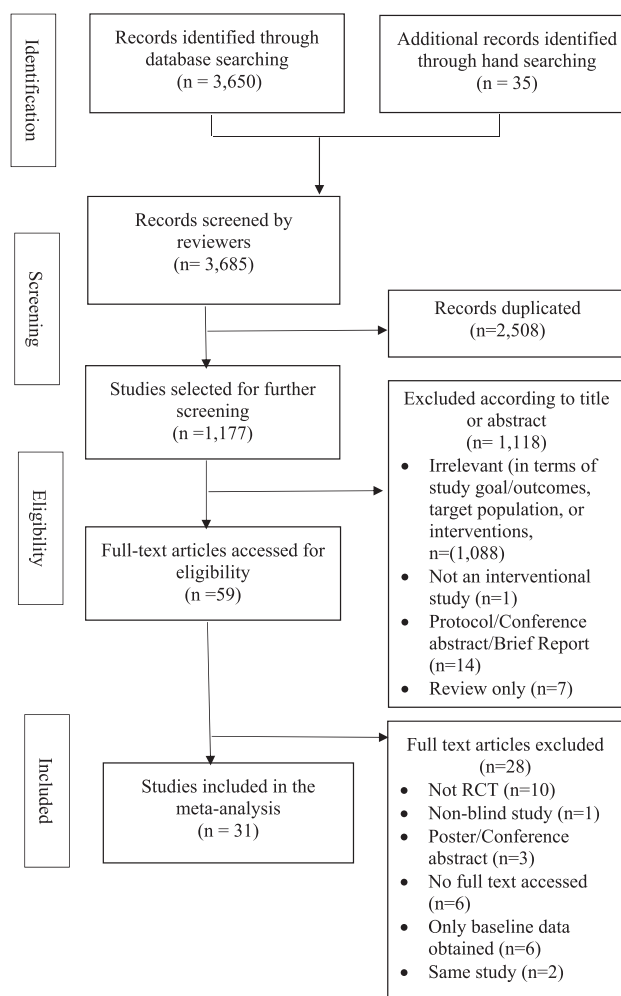 Identification
Records identified through
database searching
(n = 3,650)
Additional records identified
through hand searching
(n = 35)
Screening
Records screened by
reviewers
(n= 3,685)
Records duplicated
(n=2,508)
Studies selected for further
screening
(n =1,177)
Excluded according to title
or abstract
(n= 1,118)
• Irrelevant (in terms of
study goal/outcomes,
target population, or
interventions,
n=(1,088)
• Not an interventional
study (n=1)
• Protocol/Conference
abstract/Brief Report
(n=14)
• Review only (n=7)
Eligibility
Full-text articles accessed for
eligibility
(n =59)
Included
Studies included in the
meta-analysis
(n = 31)
Full text articles excluded
(n=28)
• Not RCT (n=10)
• Non-blind study (n=1)
• Poster/Conference
abstract (n=3)
• No full text accessed
(n=6)
• Only baseline data
obtained (n=6)
• Same study (n=2)